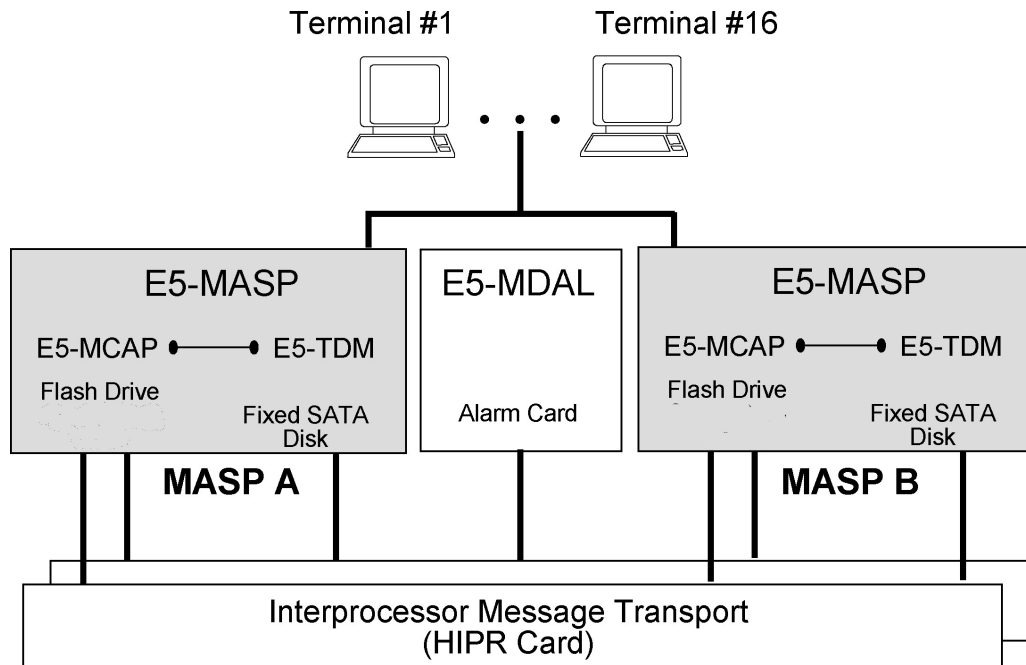 Terminal #1
Terminal #16
E5-MASP
E5-MCAP
E5-TDM
Flash Drive
Fixed SATA
Disk
MASP A
E5-MDAL
Alarm Card
E5-MASP
E5-MCAP
E5-TDM
Flash Drive
Fixed SATA
Disk
MASP B
Interprocessor Message Transport
(HIPR Card)